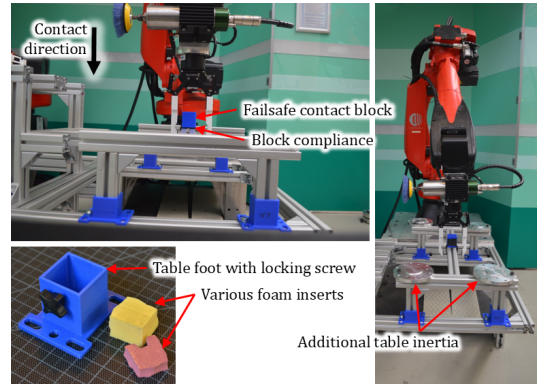 Contact
direction
Failsafe contact block
Block compliance
Table foot with locking screw
Various foam inserts
Additional table inertia